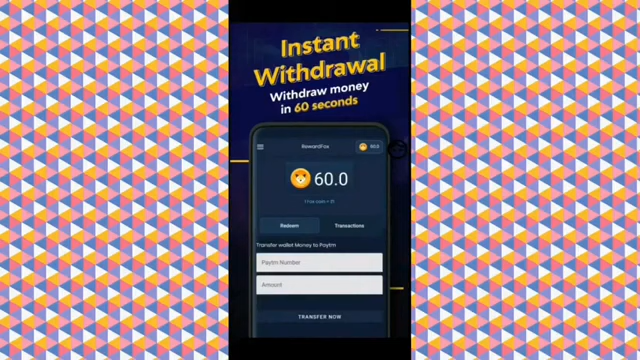 Instant
Withdrawal
Withdraw money
in 60 seconds
RewardFox
60.0
60.0
Redeem
Transactions
Transfer wallet Money to Paytm
Paytm Number
Amount
TRANSFER NOW